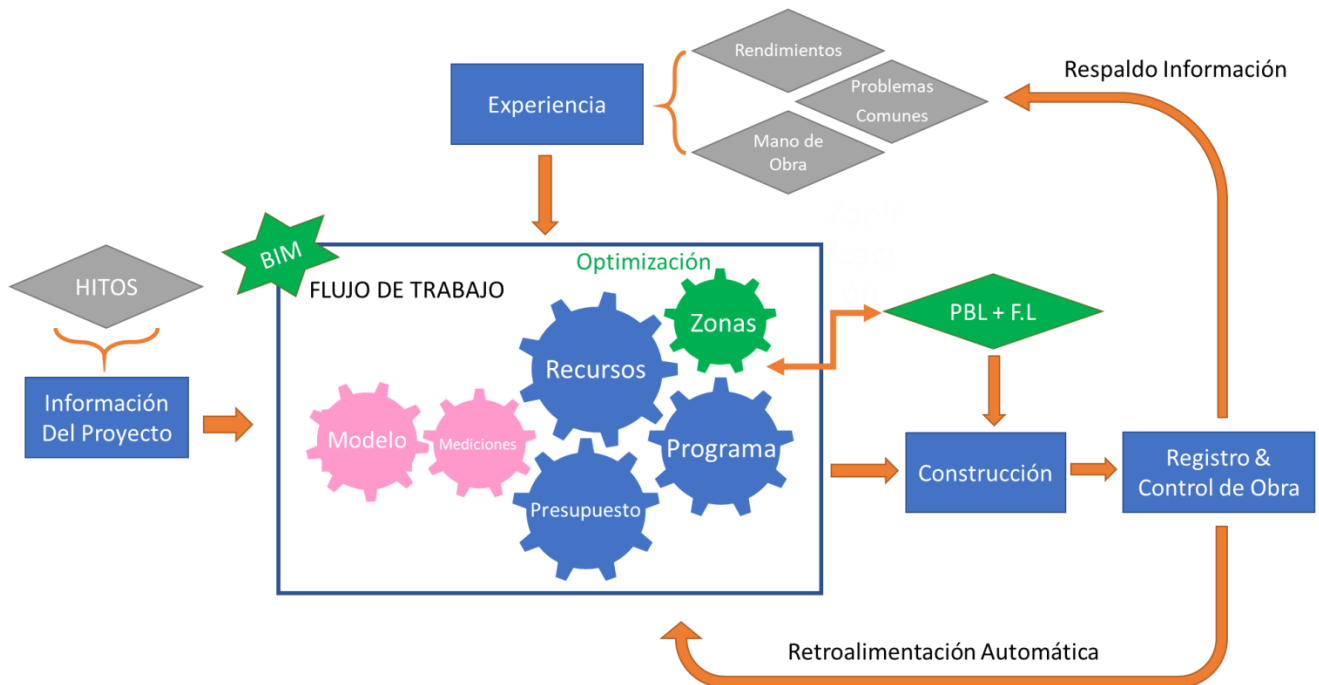 Rendimientos
Respaldo Información
Experiencia
Problemas
Comunes
Mano de
Obra
BIM
Optimización
HITOS
FLUJO DE TRABAJO
Zonas
PBL + F.L
Recursos
Información
Del Proyecto
Modelo
Mediciones
Programa
Construcción
Registro &
Control de Obra
Presupuesto
Retroalimentación Automática